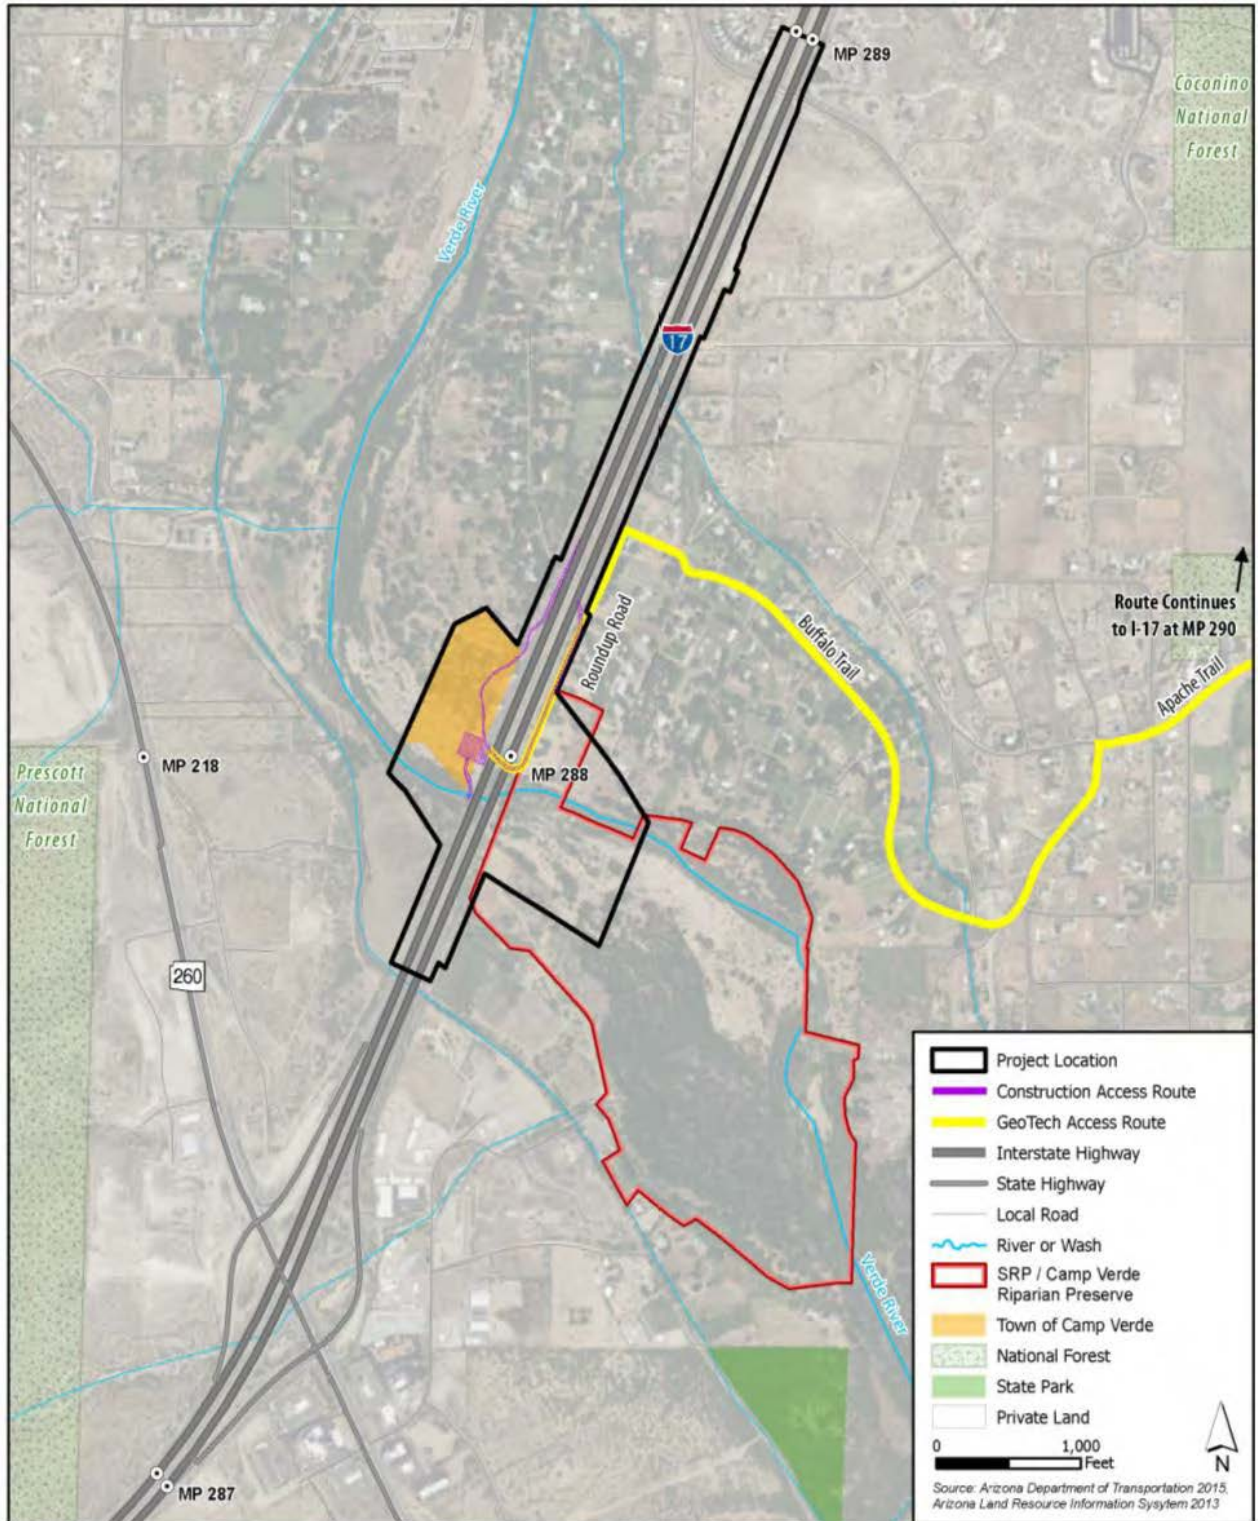 MP 289
Coconino
National
Forest
Verde River
17
Route Continues
to I-17 at MP 290
Roundup Road
Buffalo Trail
Apache Trail
MP 218
MP 288
Prescott
National
Forest
260
Verde River
MP 287
Project Location
Construction Access Route
GeoTech Access Route
Interstate Highway
State Highway
Local Road
River or Wash
SRP / Camp Verde
Riparian Preserve
Town of Camp Verde
National Forest
State Park
Private Land
0 1,000
Feet
N
Source: Arizona Department of Transportation 2015,
Arizona Land Resource Information Sysytem 2013